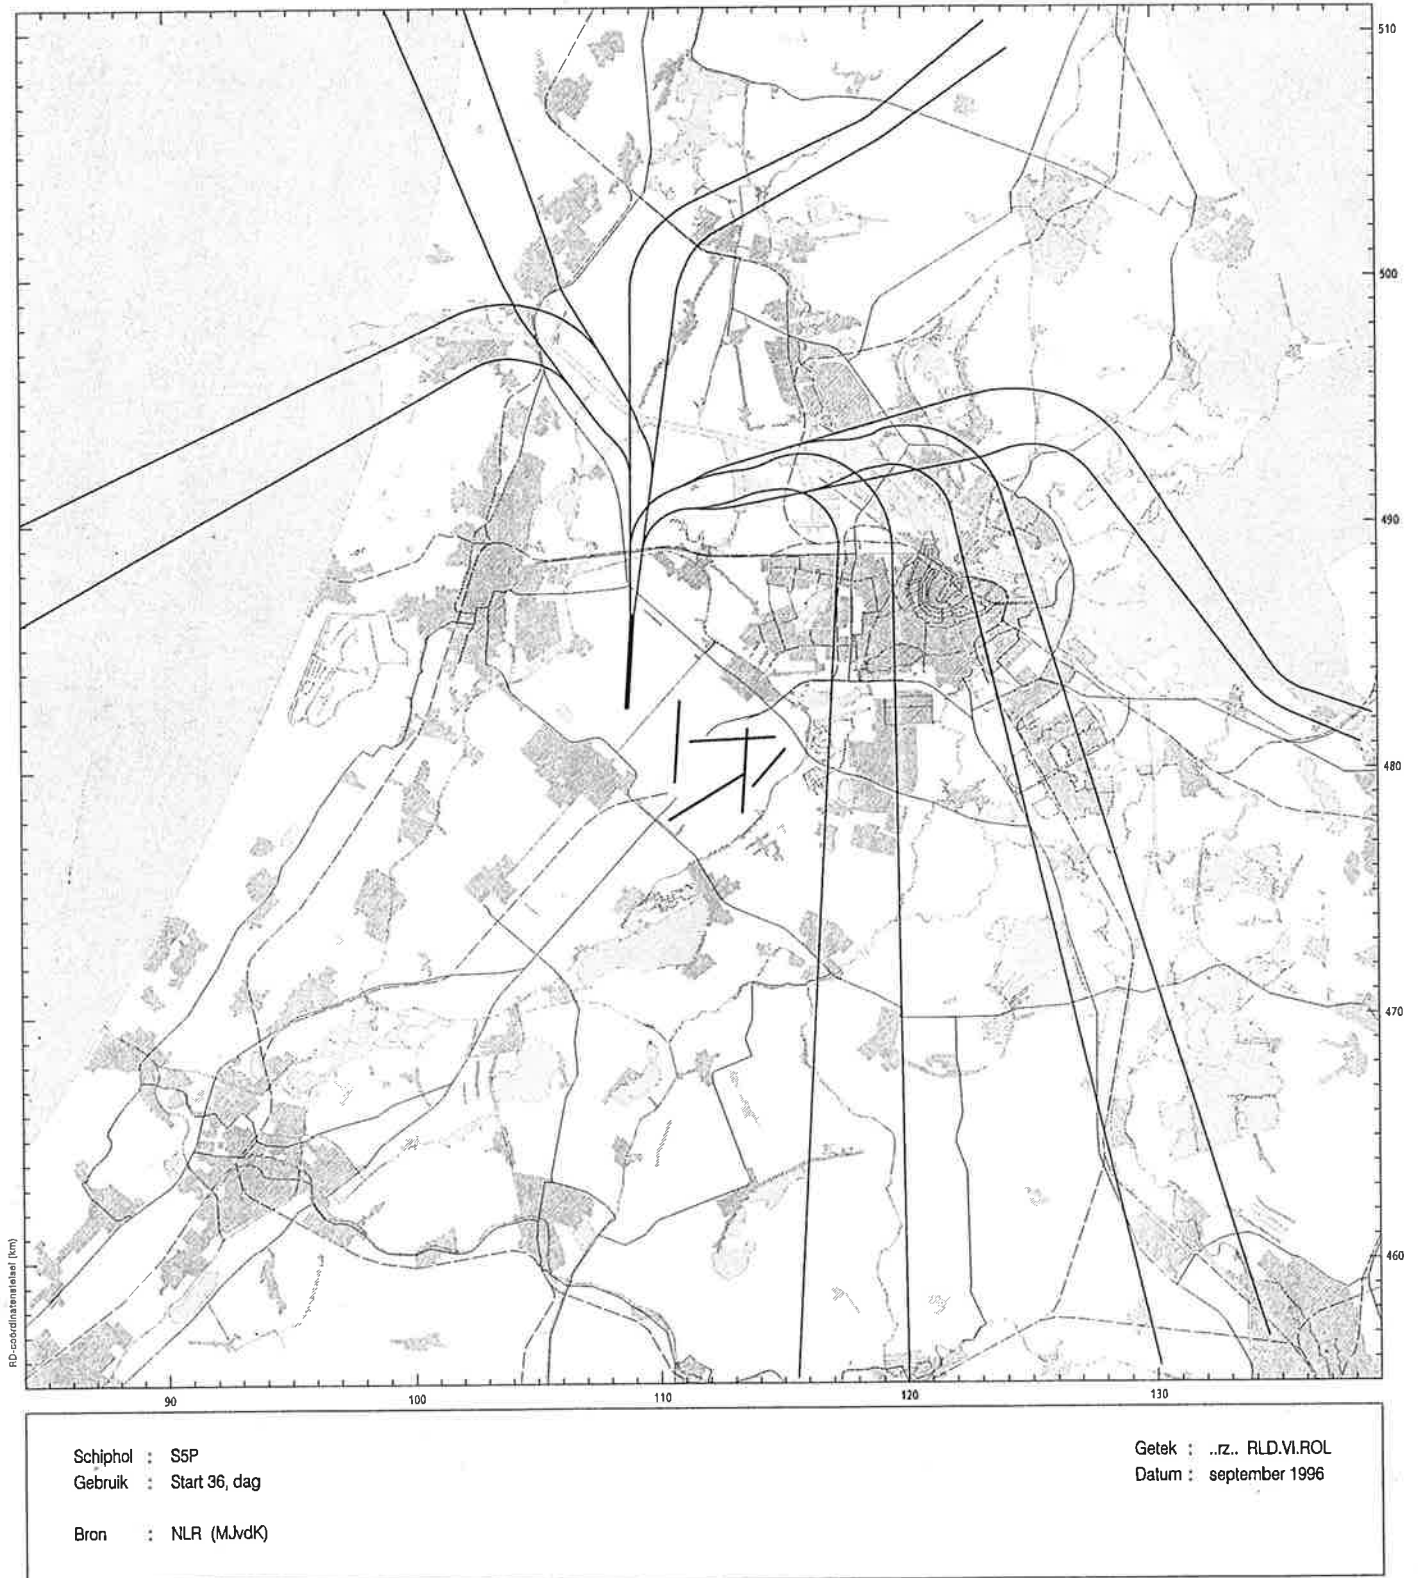 510
500
490
480
470
460
RD-coördinatenstelsel (km)
90
100
110
120
130
Schiphol : S5P
Gebruik : Start 36, dag
Bron : NLR (MJvdK)
Getek : ..rz.. RLD.VI.ROL
Datum : september 1996